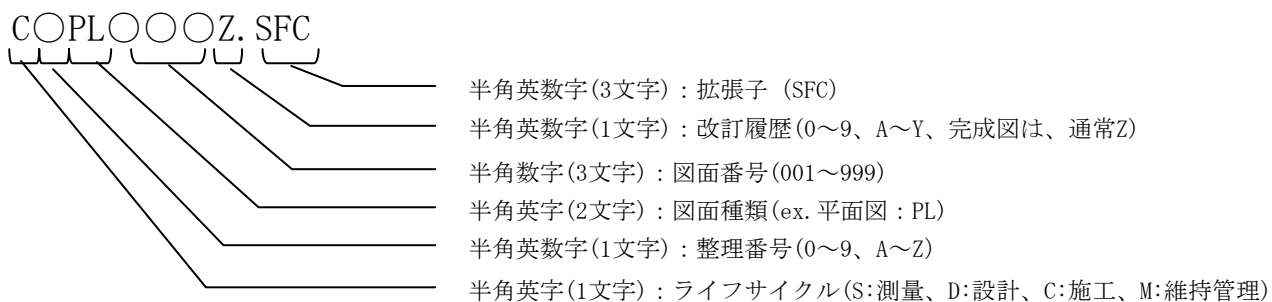 C○PL○○○Z.SFC
半角英数字(3文字)：拡張子 (SFC)
半角英数字(1文字)：改訂履歴(0～9、A～Y、完成図は、通常Z)
半角数字(3文字)：図面番号(001～999)
半角英字(2文字)：図面種類(ex.平面図：PL)
半角英数字(1文字)：整理番号(0～9、A～Z)
半角英字(1文字)：ライフサイクル(S:測量、D:設計、C:施工、M:維持管理)